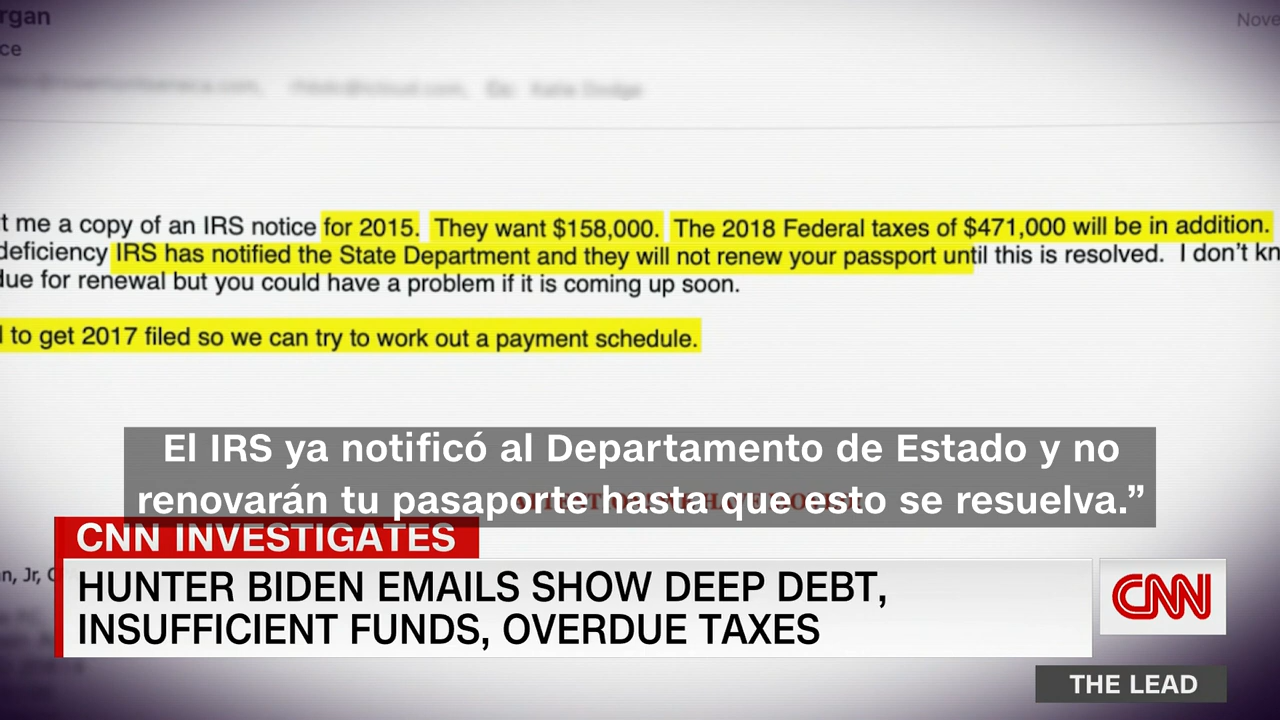 rgan
Nove
ce
t me a copy of an IRS notice for 2015. They want $158,000. The 2018 Federal taxes of $471,000 will be in addition.
deficiency IRS has notified the State Department and they will not renew your passport until this is resolved. I don't kn
due for renewal but you could have a problem if it is coming up soon.
to get 2017 filed so we can try to work out a payment schedule.
El IRS ya notificó al Departamento de Estado y no
renovarán tu pasaporte hasta que esto se resuelva.”
CNN INVESTIGATES
n, Jr, C
HUNTER BIDEN EMAILS SHOW DEEP DEBT,
INSUFFICIENT FUNDS, OVERDUE TAXES
CNN
THE LEAD